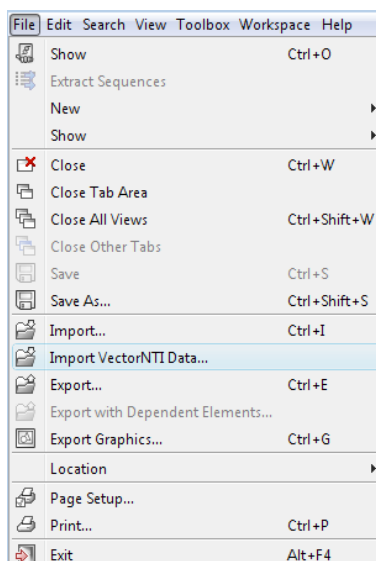 File Edit Search View Toolbox Workspace Help
Show Ctrl+O
Extract Sequences
New
Show
Close Ctrl+W
Close Tab Area
Close All Views Ctrl+Shift+W
Close Other Tabs
Save Ctrl+S
Save As... Ctrl+Shift+S
Import... Ctrl+I
Import VectorNTI Data...
Export... Ctrl+E
Export with Dependent Elements...
Export Graphics... Ctrl+G
Location
Page Setup...
Print... Ctrl+P
Exit Alt+F4